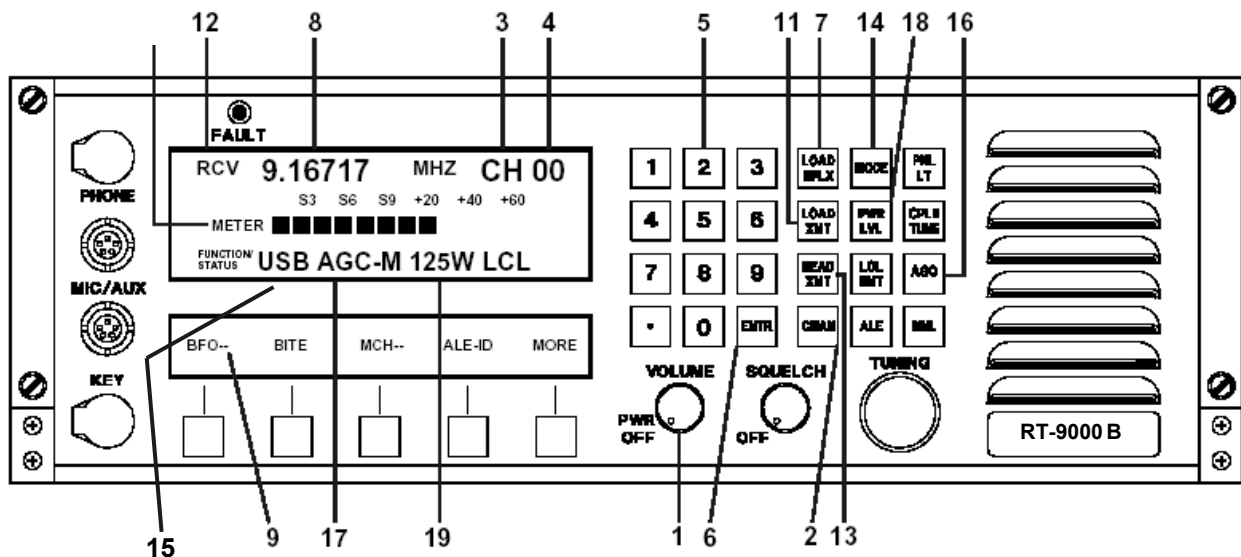 12 8 3 4 5 11 7 14 18 16
FAULT
RCV 9.16717 MHZ CH 00
S3 S6 S9 +20 +40 +60
METER
FUNCTION/
STATUS
USB AGC-M 125W LCL
PHONE
MIC/AUX
KEY
BFO-- BITE MCH-- ALE-ID MORE
1 2 3 LOAD MODE PNL LT
4 5 6 LOAD XMT PWR LVL CPLR TUNE
7 8 9 READ XMT LCL RMT AGC
. 0 ENTR CHAN ALE
VOLUME SQUELCH TUNING
PWR
OFF
OFF
RT-9000 B
15 9 17 19 1 6 2 13